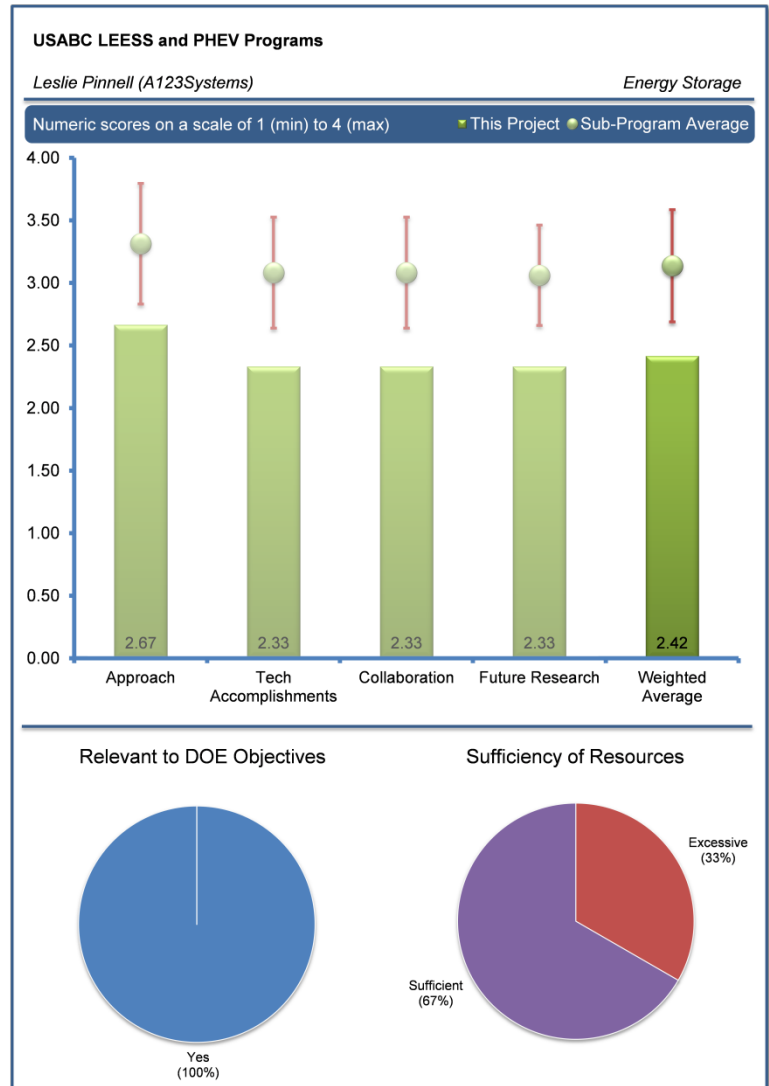 USABC LEESS and PHEV Programs
Leslie Pinnell (A123Systems) Energy Storage
Numeric scores on a scale of 1 (min) to 4 (max) This Project Sub-Program Average
4.00
3.50
3.00
2.50
2.00
1.50
1.00
0.50
0.00
2.67 2.33 2.33 2.33 2.42
Approach Tech Accomplishments Collaboration Future Research Weighted Average
Relevant to DOE Objectives Sufficiency of Resources
Excessive
(33%)
Sufficient
(67%)
Yes
(100%)